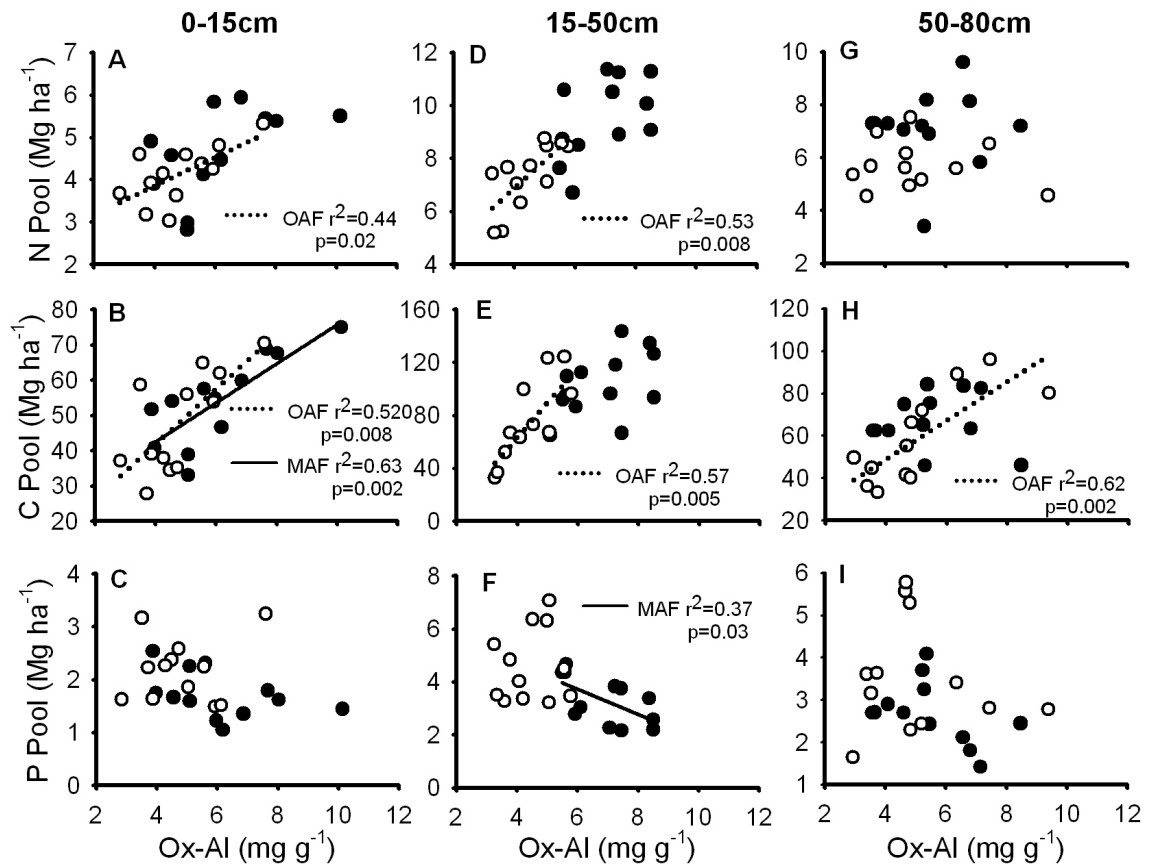 0-15cm 15-50cm 50-80cm
N Pool (Mg ha-1)
7
6
5
4
3
2
A
OAF r2=0.44
p=0.02
12
10
8
6
4
D
OAF r2=0.53
p=0.008
10
8
6
4
2
G
C Pool (Mg ha-1)
80
70
60
50
40
30
20
B
OAF r2=0.520
p=0.008
MAF r2=0.63
p=0.002
160
120
80
40
0
E
OAF r2=0.57
p=0.005
120
100
80
60
40
20
H
OAF r2=0.62
p=0.002
P Pool (Mg ha-1)
4
3
2
1
0
C
8
6
4
2
0
F
MAF r2=0.37
p=0.03
6
5
4
3
2
1
I
2 4 6 8 10 12
2 4 6 8 10 12
2 4 6 8 10 12
Ox-Al (mg g-1) Ox-Al (mg g-1) Ox-Al (mg g-1)